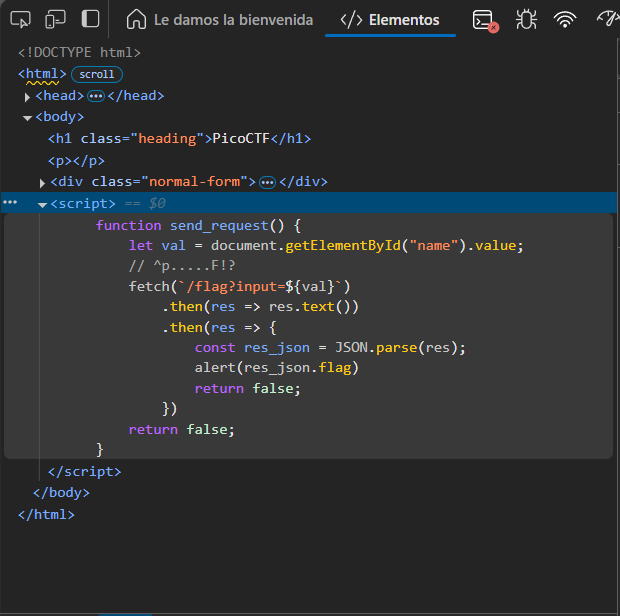 Le damos la bienvenida
</> Elementos
<!DOCTYPE html>
<html> scroll
<head> ••• </head>
<body>
<h1 class="heading">PicoCTF</h1>
<p></p>
<div class="normal-form"> ••• </div>
••• <script> == $0
function send_request() {
let val = document.getElementById("name").value;
// ^p.....F!?
fetch(`/flag?input=${val}`)
.then(res => res.text())
.then(res => {
const res_json = JSON.parse(res);
alert(res_json.flag)
return false;
})
return false;
}
</script>
</body>
</html>